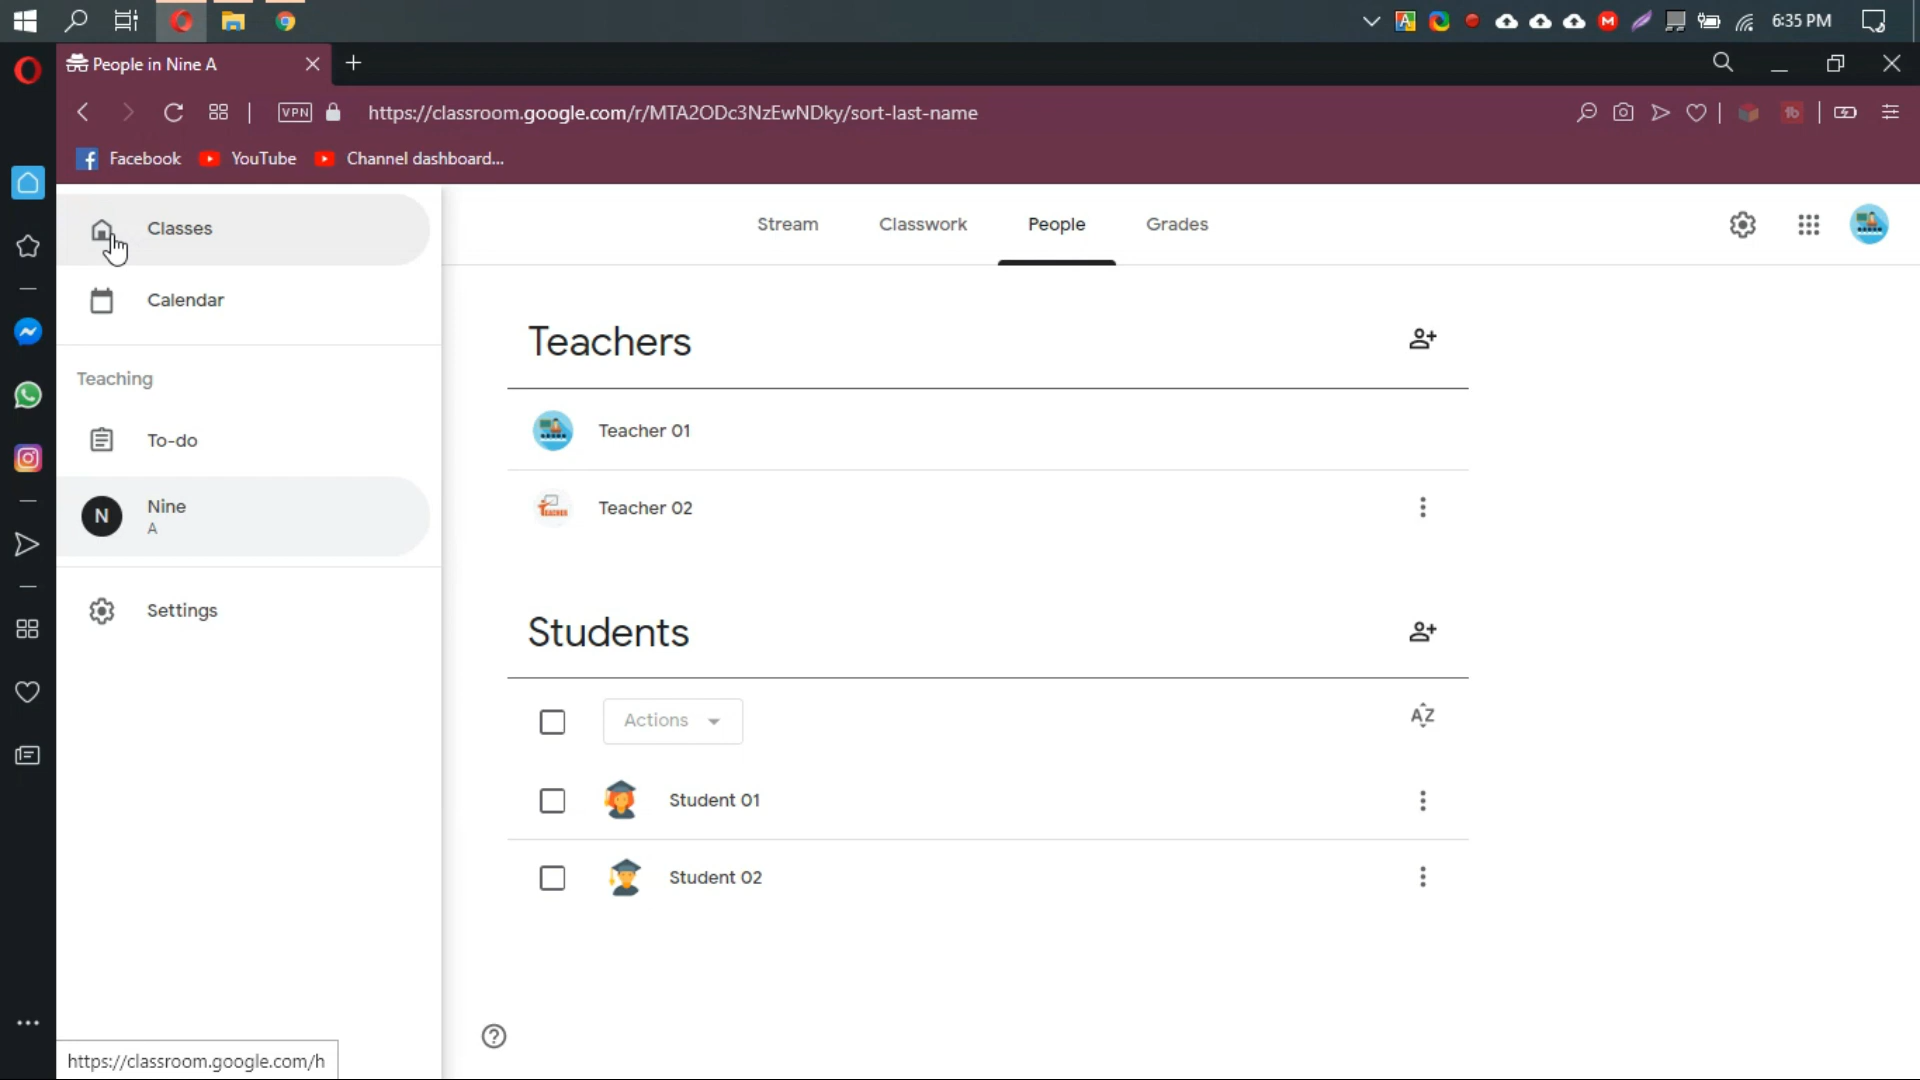 6:35 PM
People in Nine A
VPN
https://classroom.google.com/r/MTA2ODc3NzEwNDky/sort-last-name
Facebook
YouTube
Channel dashboard...
Classes
Calendar
Teaching
To-do
N
Nine
A
Settings
https://classroom.google.com/h
Stream
Classwork
People
Grades
Teachers
Teacher 01
TEACHER
Teacher 02
Students
Actions
AZ
Student 01
Student 02